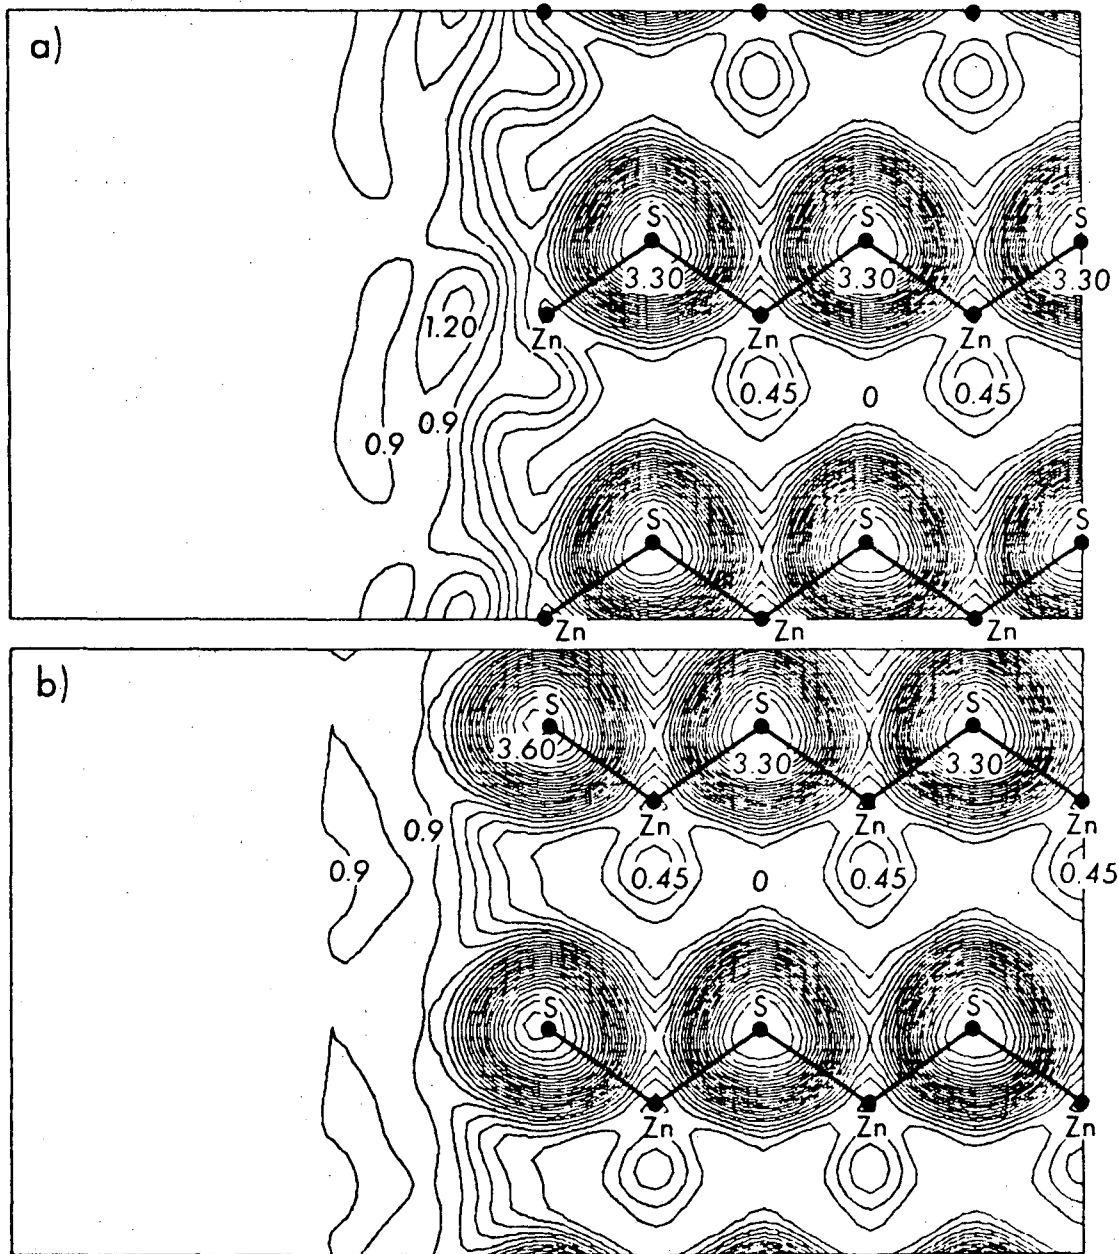 a)
S S S
3.30 3.30 3.30
1.20
Zn Zn Zn
0.45 0 0.45
0.9 0.9
S S S
Zn Zn Zn
b)
S S S
3.60 3.30 3.30
Zn Zn Zn
0.9
0.9 0.45 0 0.45 0.45
S S S
Zn Zn Zn